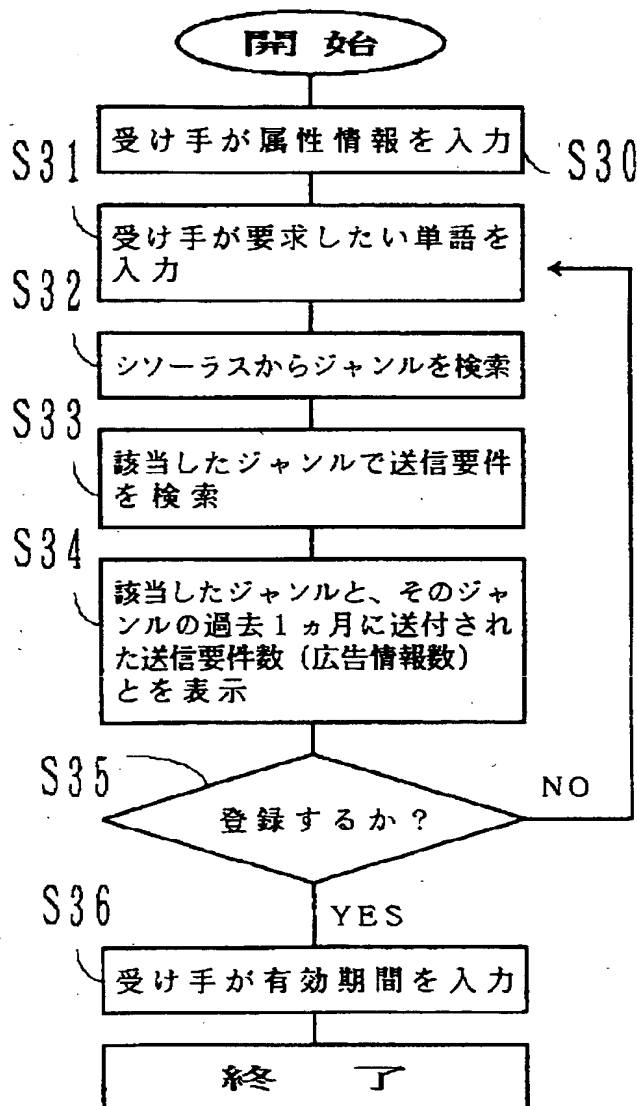 開始
S30
受け手が属性情報を入力
S31
受け手が要求したい単語を
入力
S32
シソーラスからジャンルを検索
S33
該当したジャンルで送信要件
を検索
S34
該当したジャンルと、そのジャ
ンルの過去1ヵ月に送付され
た送信要件数(広告情報数)
とを表示
S35
登録するか?
NO
YES
S36
受け手が有効期間を入力
終了